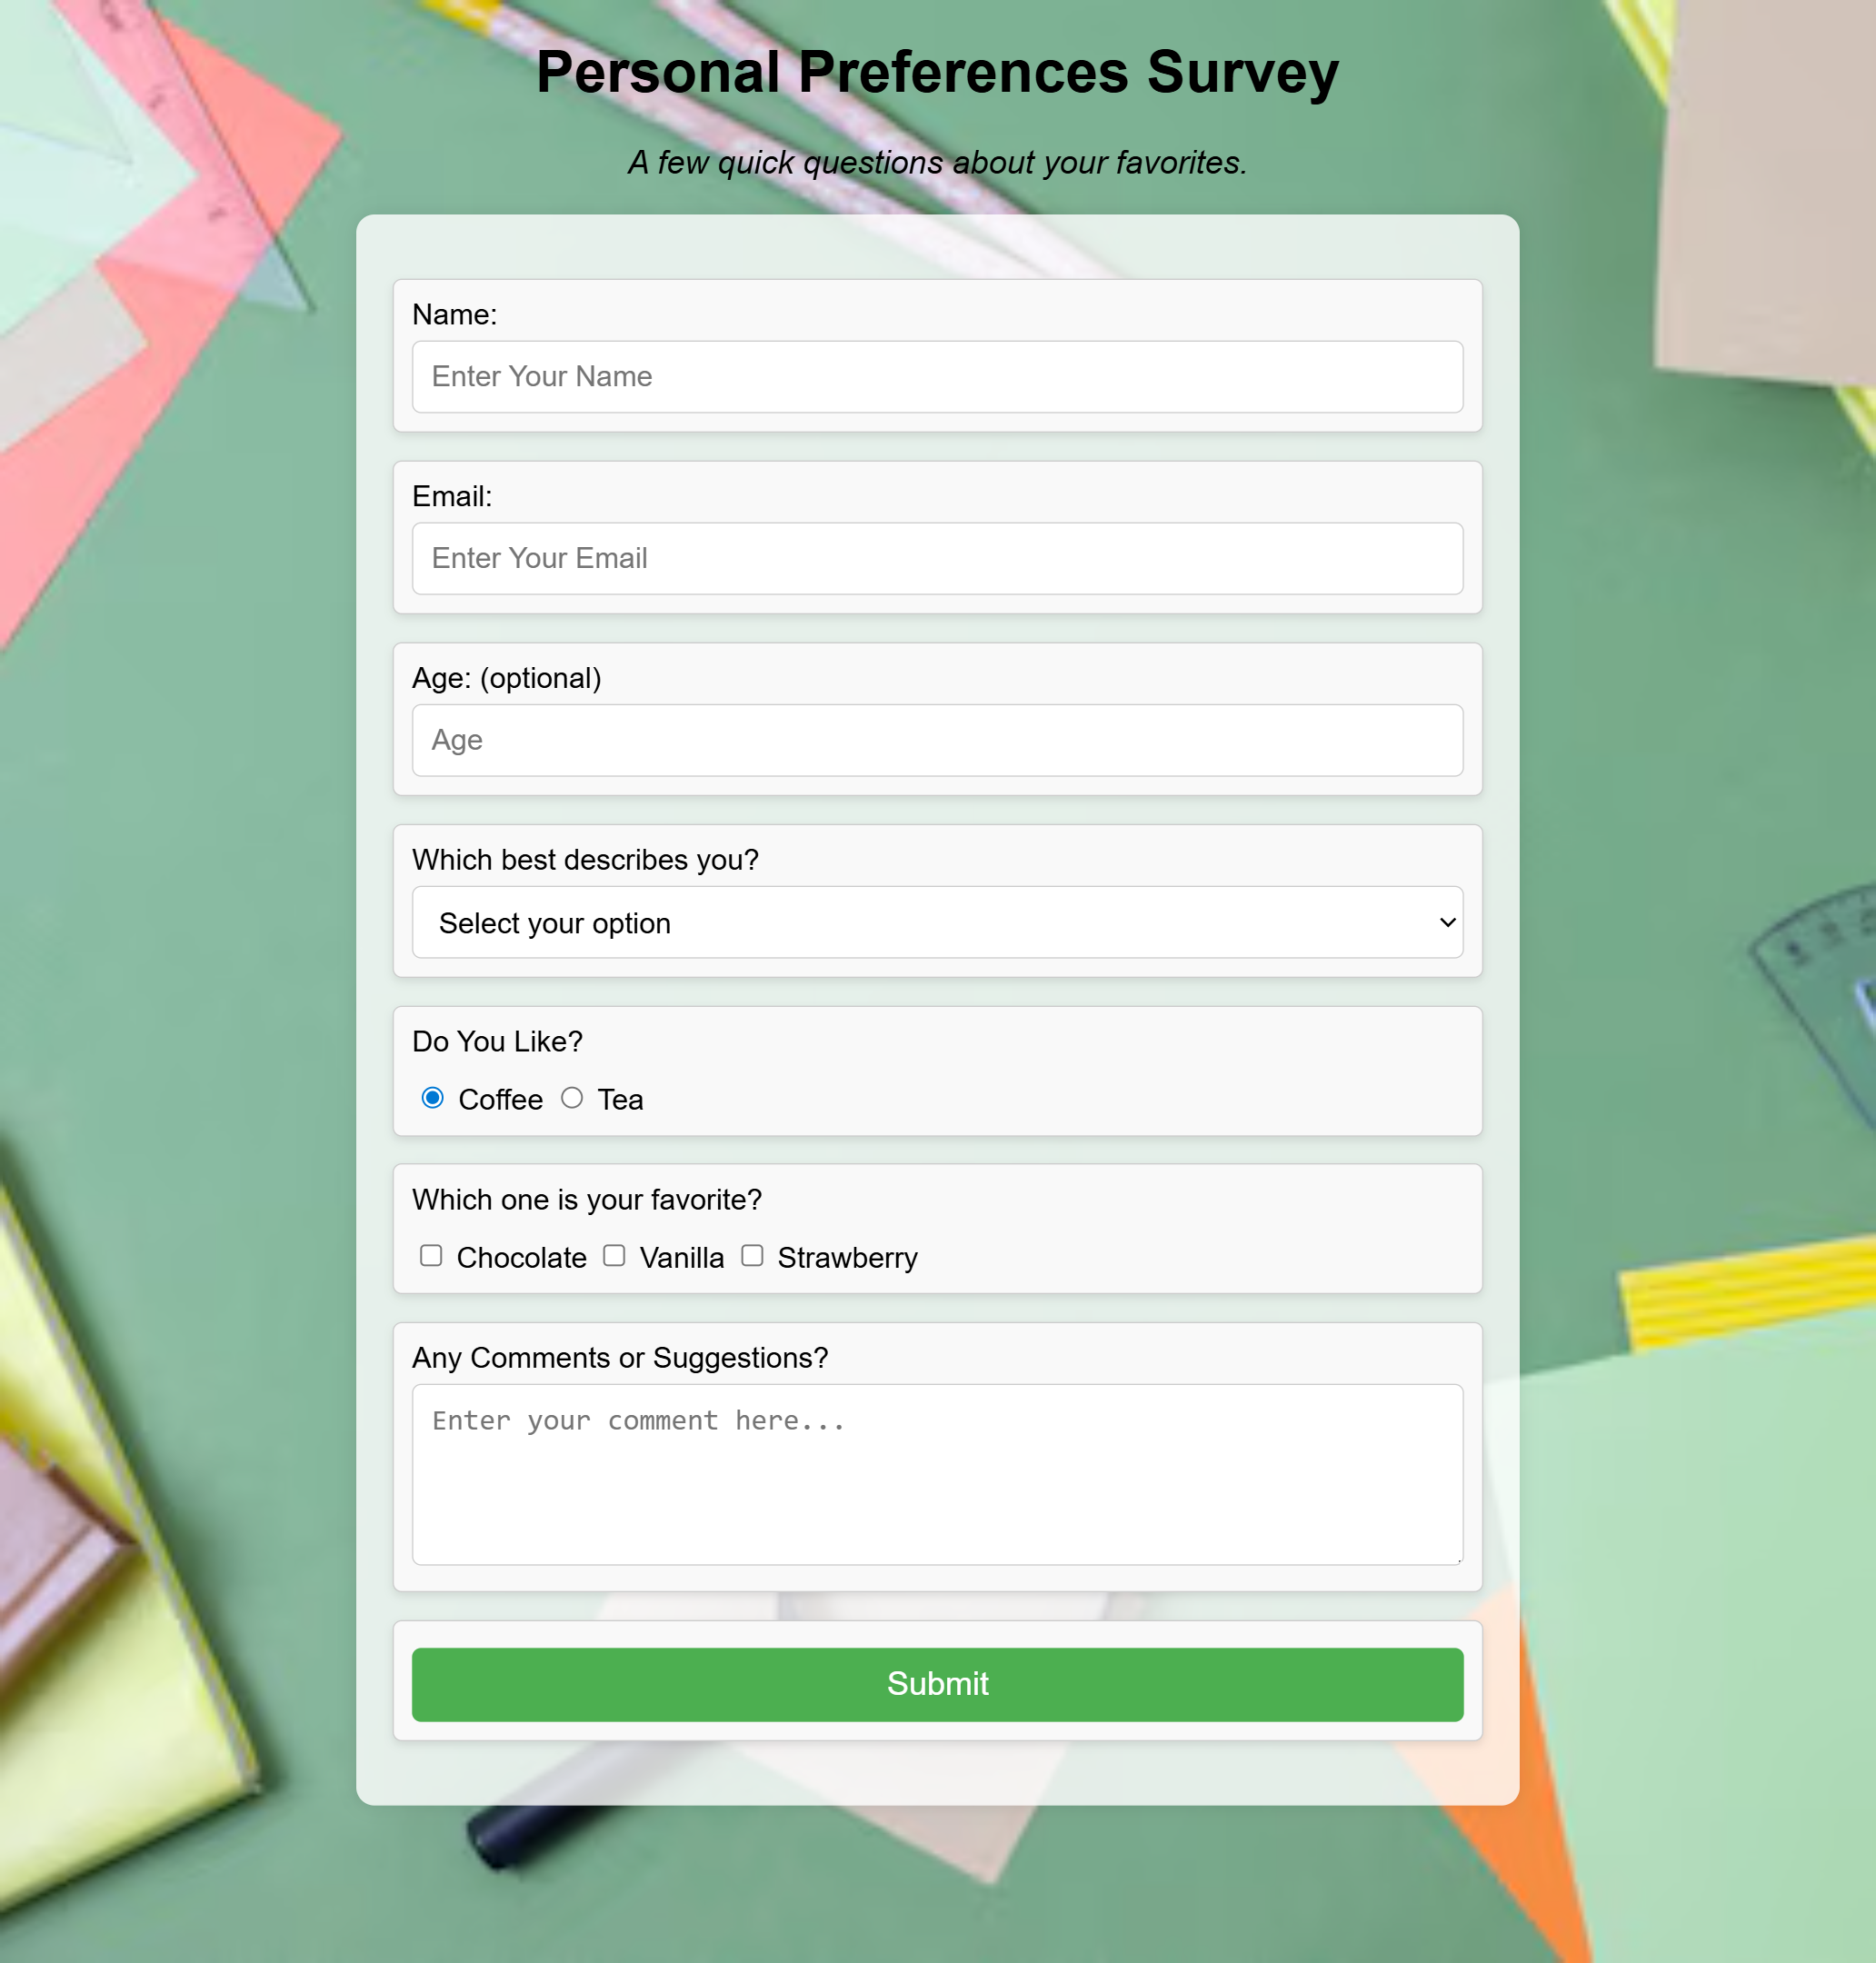 Personal Preferences Survey
A few quick questions about your favorites.
Name:
Enter Your Name
Email:
Enter Your Email
Age: (optional)
Age
Which best describes you?
Select your option
Do You Like?
Coffee Tea
Which one is your favorite?
Chocolate Vanilla Strawberry
Any Comments or Suggestions?
Enter your comment here...
Submit